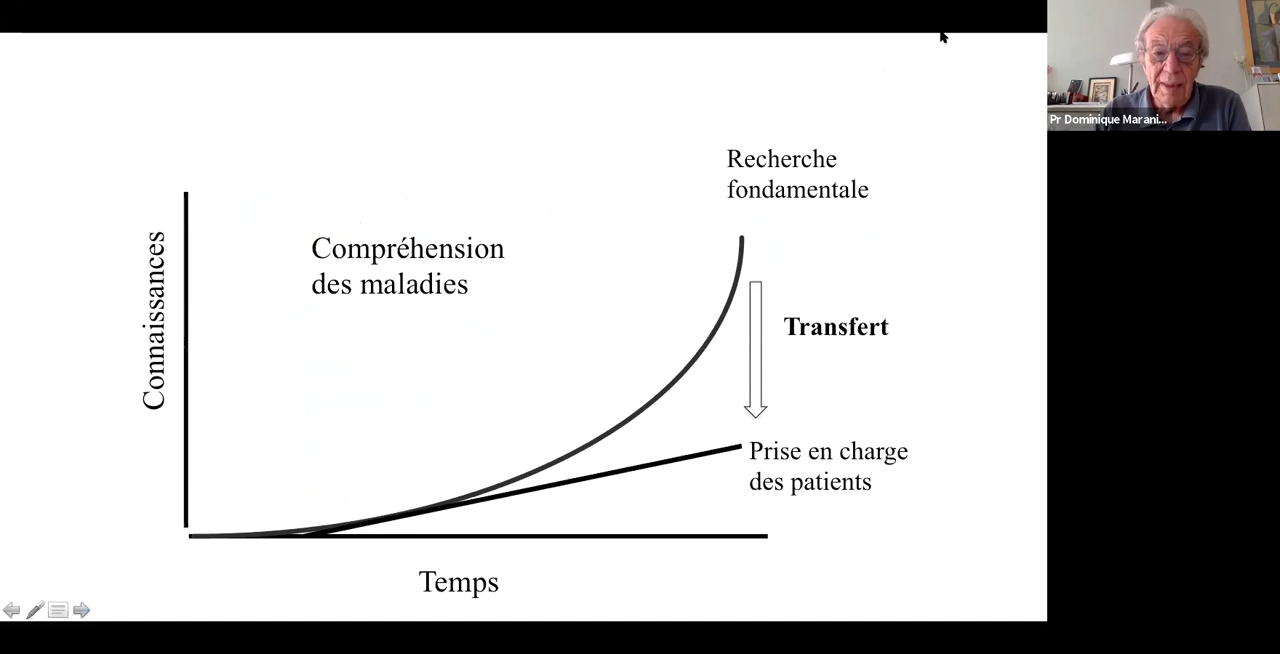 Pr Dominique Marani...
Recherche
fondamentale
Compréhension
des maladies
Connaissances
Transfert
Prise en charge
des patients
Temps